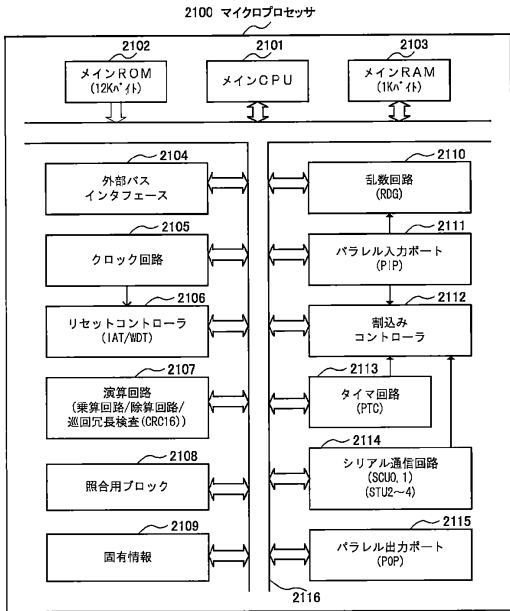 2100 マイクロプロセッサ
2102
メインROM
(12Kﾊﾞｲﾄ)
2101
メインCPU
2103
メインRAM
(1Kﾊﾞｲﾄ)
2104
外部バス
インタフェース
2105
クロック回路
2106
リセットコントローラ
(IAT/WDT)
2107
演算回路
(乗算回路/除算回路/
巡回冗長検査(CRC16))
2108
照合用ブロック
2109
固有情報
2110
乱数回路
(RDG)
2111
パラレル入力ポート
(PIP)
2112
割込み
コントローラ
2113
タイマ回路
(PTC)
2114
シリアル通信回路
(SCU0,1)
(STU2～4)
2115
パラレル出力ポート
(POP)
2116